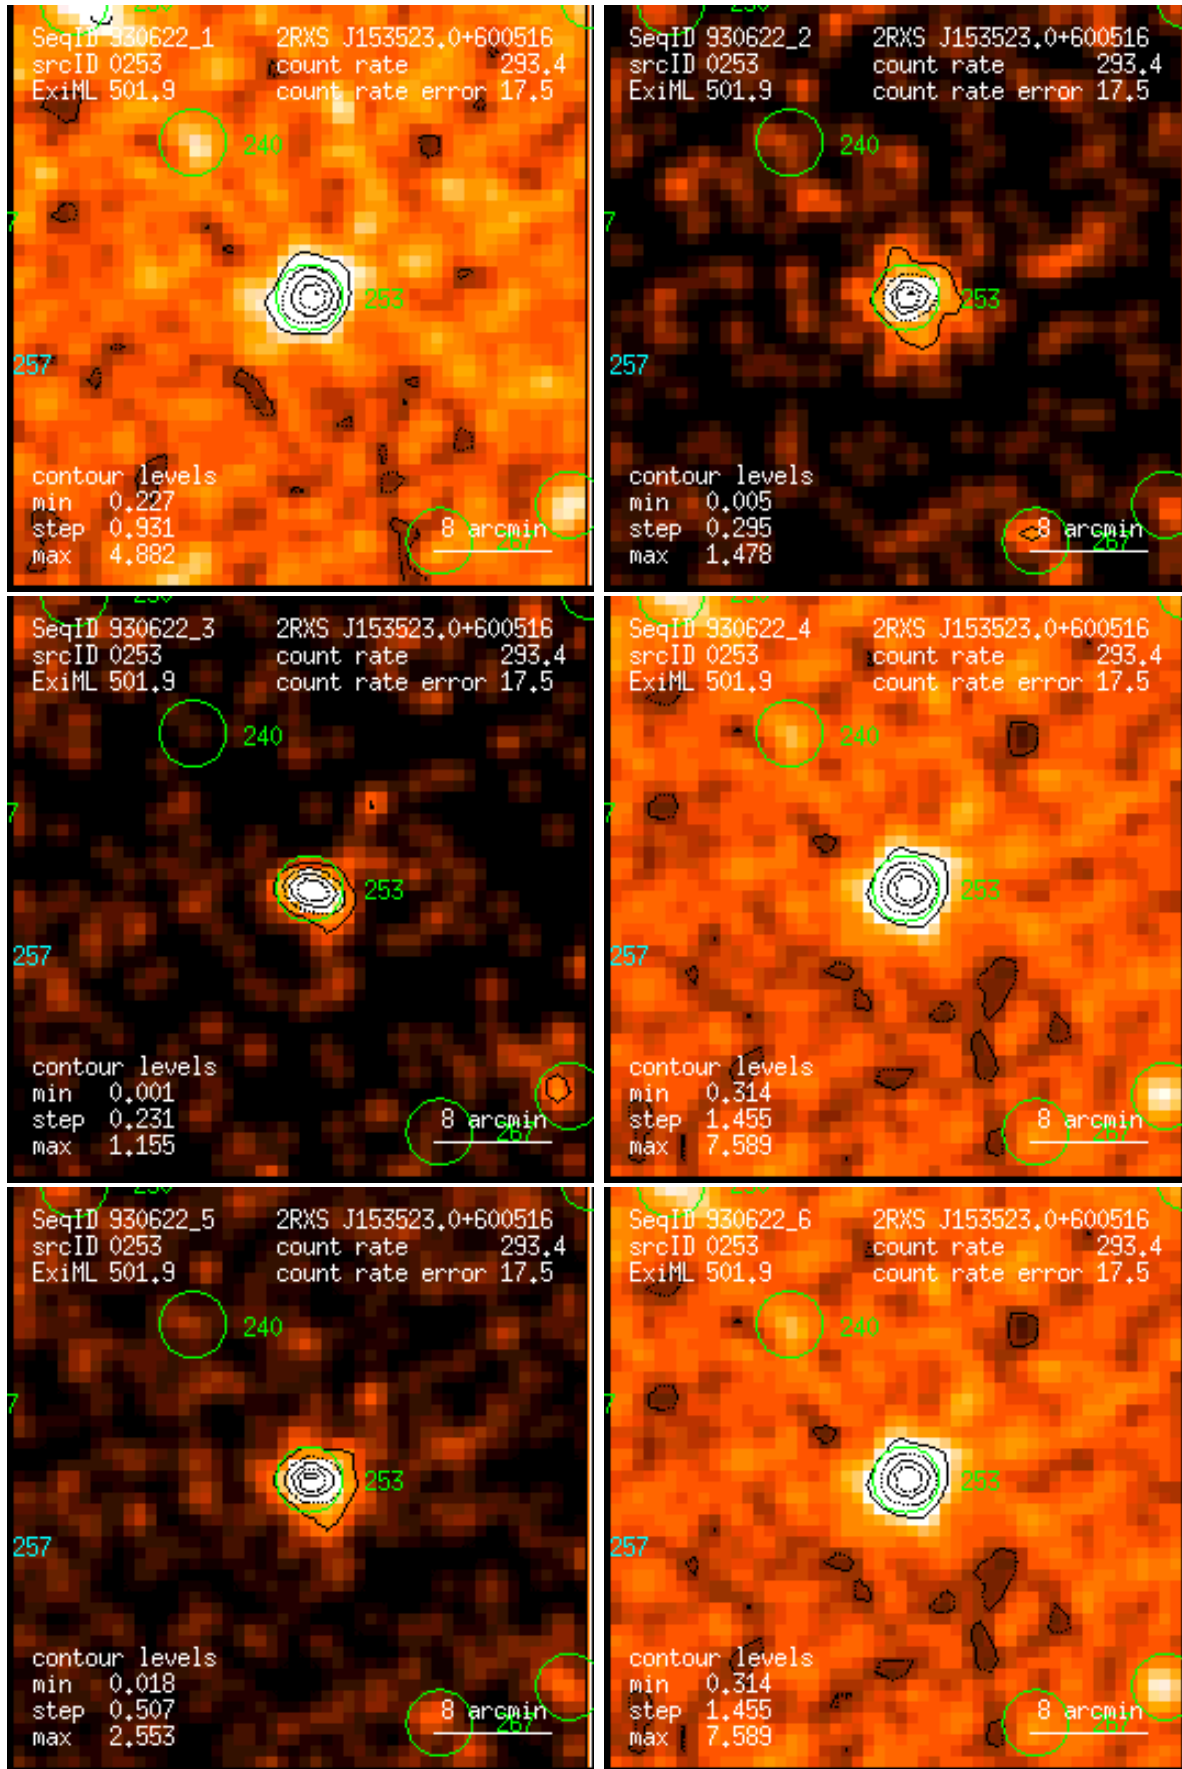 SeqID 930622_1 2RXS J153523.0+600516
srcID 0253 count rate 293.4
ExiML 501.9 count rate error 17.5
240
7
253
257
contour levels
min 0.227
step 0.931 8 arcmin
267
max 4.882
SeqID 930622_2 2RXS J153523.0+600516
srcID 0253 count rate 293.4
ExiML 501.9 count rate error 17.5
240
7
253
257
contour levels
min 0.005
step 0.295 8 arcmin
267
max 1.478
SeqID 930622_3 2RXS J153523.0+600516
srcID 0253 count rate 293.4
ExiML 501.9 count rate error 17.5
240
7
253
257
contour levels
min 0.001
step 0.231 8 arcmin
267
max 1.155
SeqID 930622_4 2RXS J153523.0+600516
srcID 0253 count rate 293.4
ExiML 501.9 count rate error 17.5
240
7
253
257
contour levels
min 0.314
step 1.455 8 arcmin
267
max 7.589
SeqID 930622_5 2RXS J153523.0+600516
srcID 0253 count rate 293.4
ExiML 501.9 count rate error 17.5
240
7
253
257
contour levels
min 0.018
step 0.507 8 arcmin
267
max 2.553
SeqID 930622_6 2RXS J153523.0+600516
srcID 0253 count rate 293.4
ExiML 501.9 count rate error 17.5
240
7
253
257
contour levels
min 0.314
step 1.455 8 arcmin
267
max 7.589